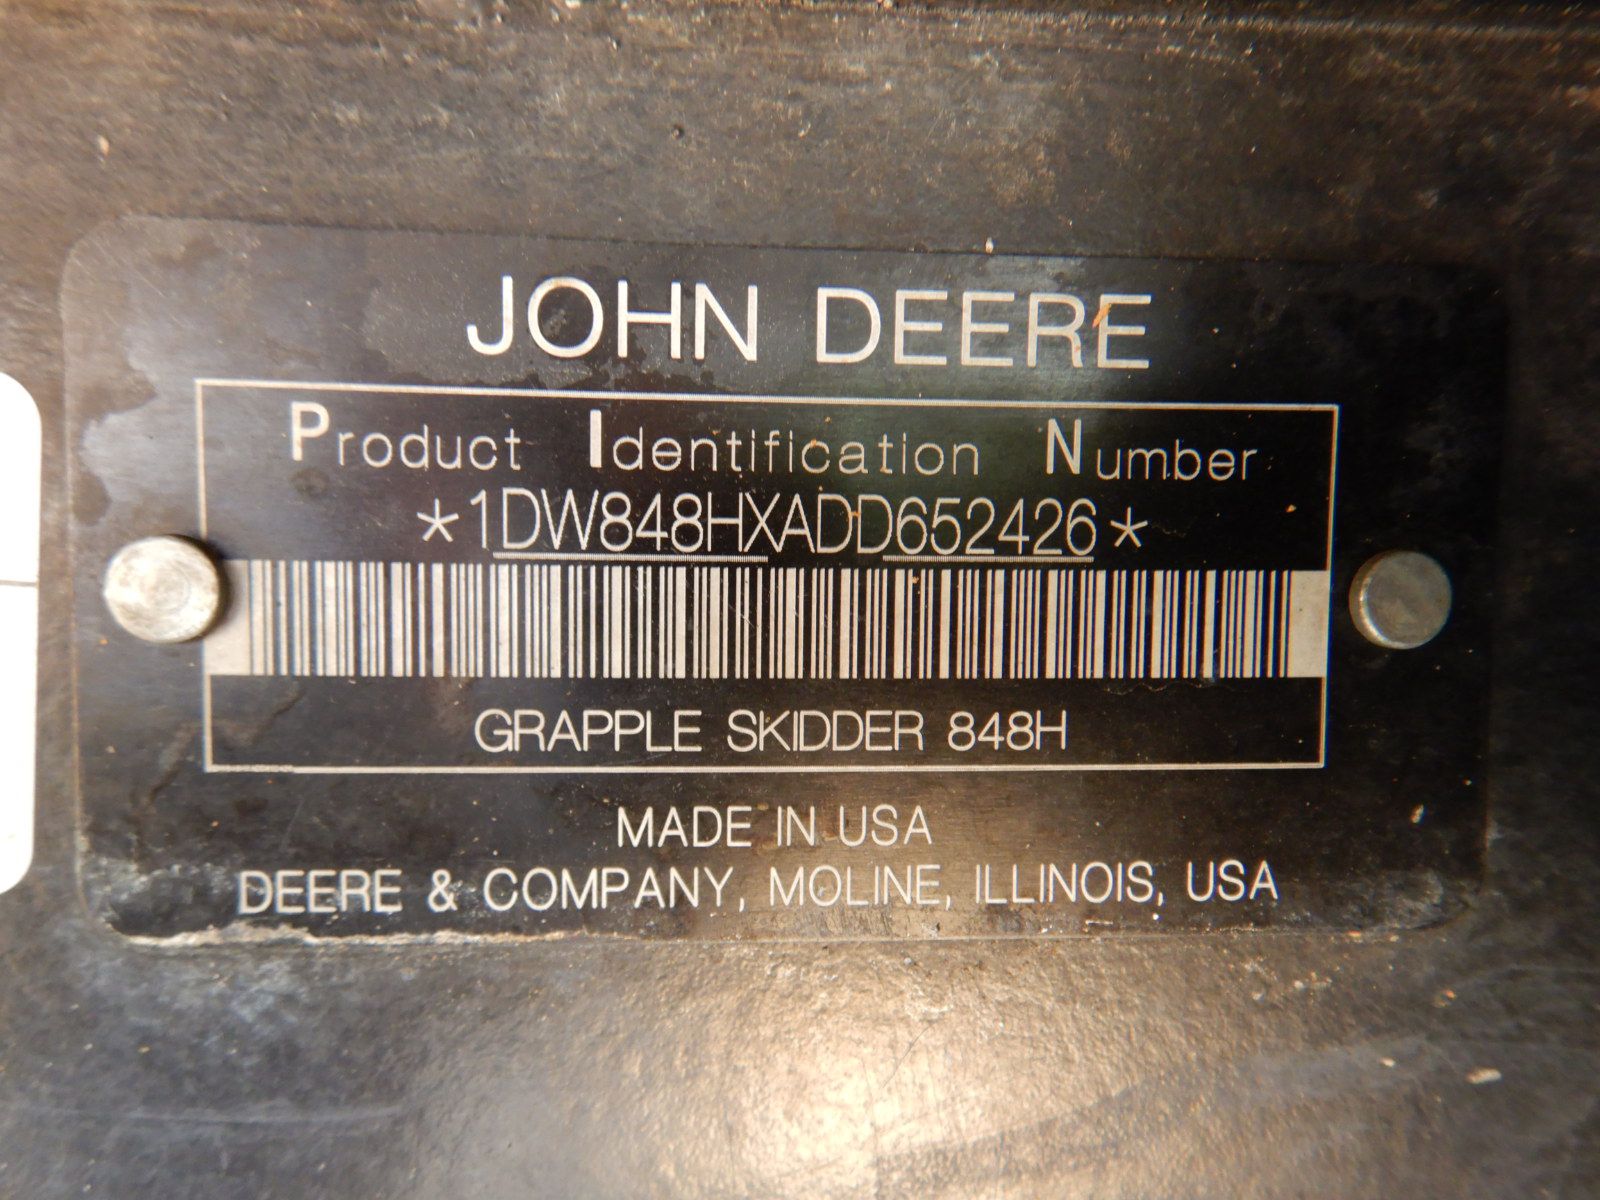 JOHN DEERE
Product Identification Number
*1DW848HXADD652426*
GRAPPLE SKIDDER 848H
MADE IN USA
DEERE & COMPANY, MOLINE, ILLINOIS, USA